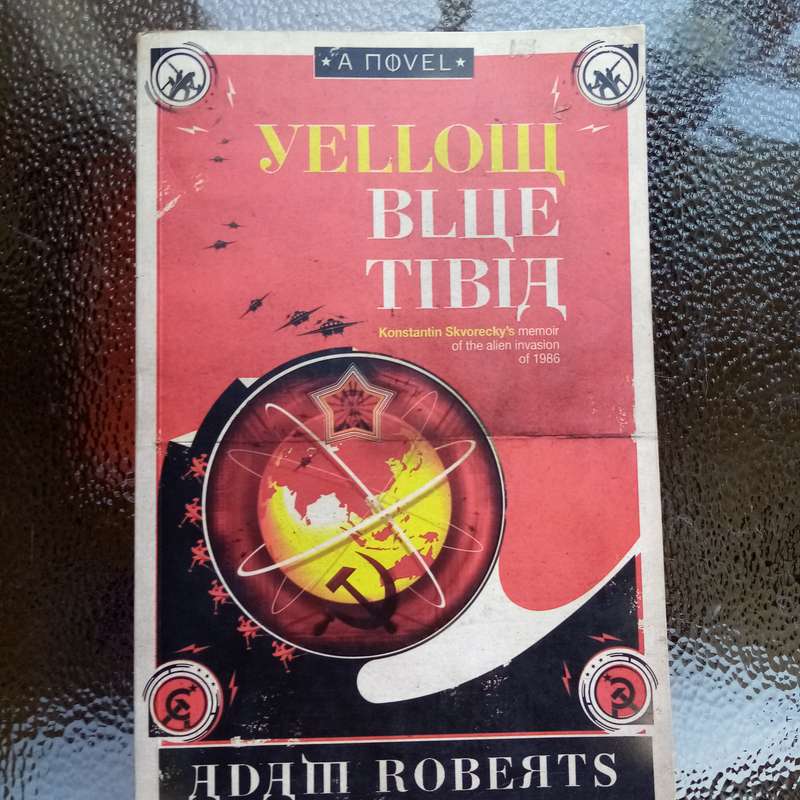 A NOVEL
YELLOW
BLUE
TIBIA
Konstantin Skvorecky's memoir
of the alien invasion
of 1986
ADAM ROBERTS